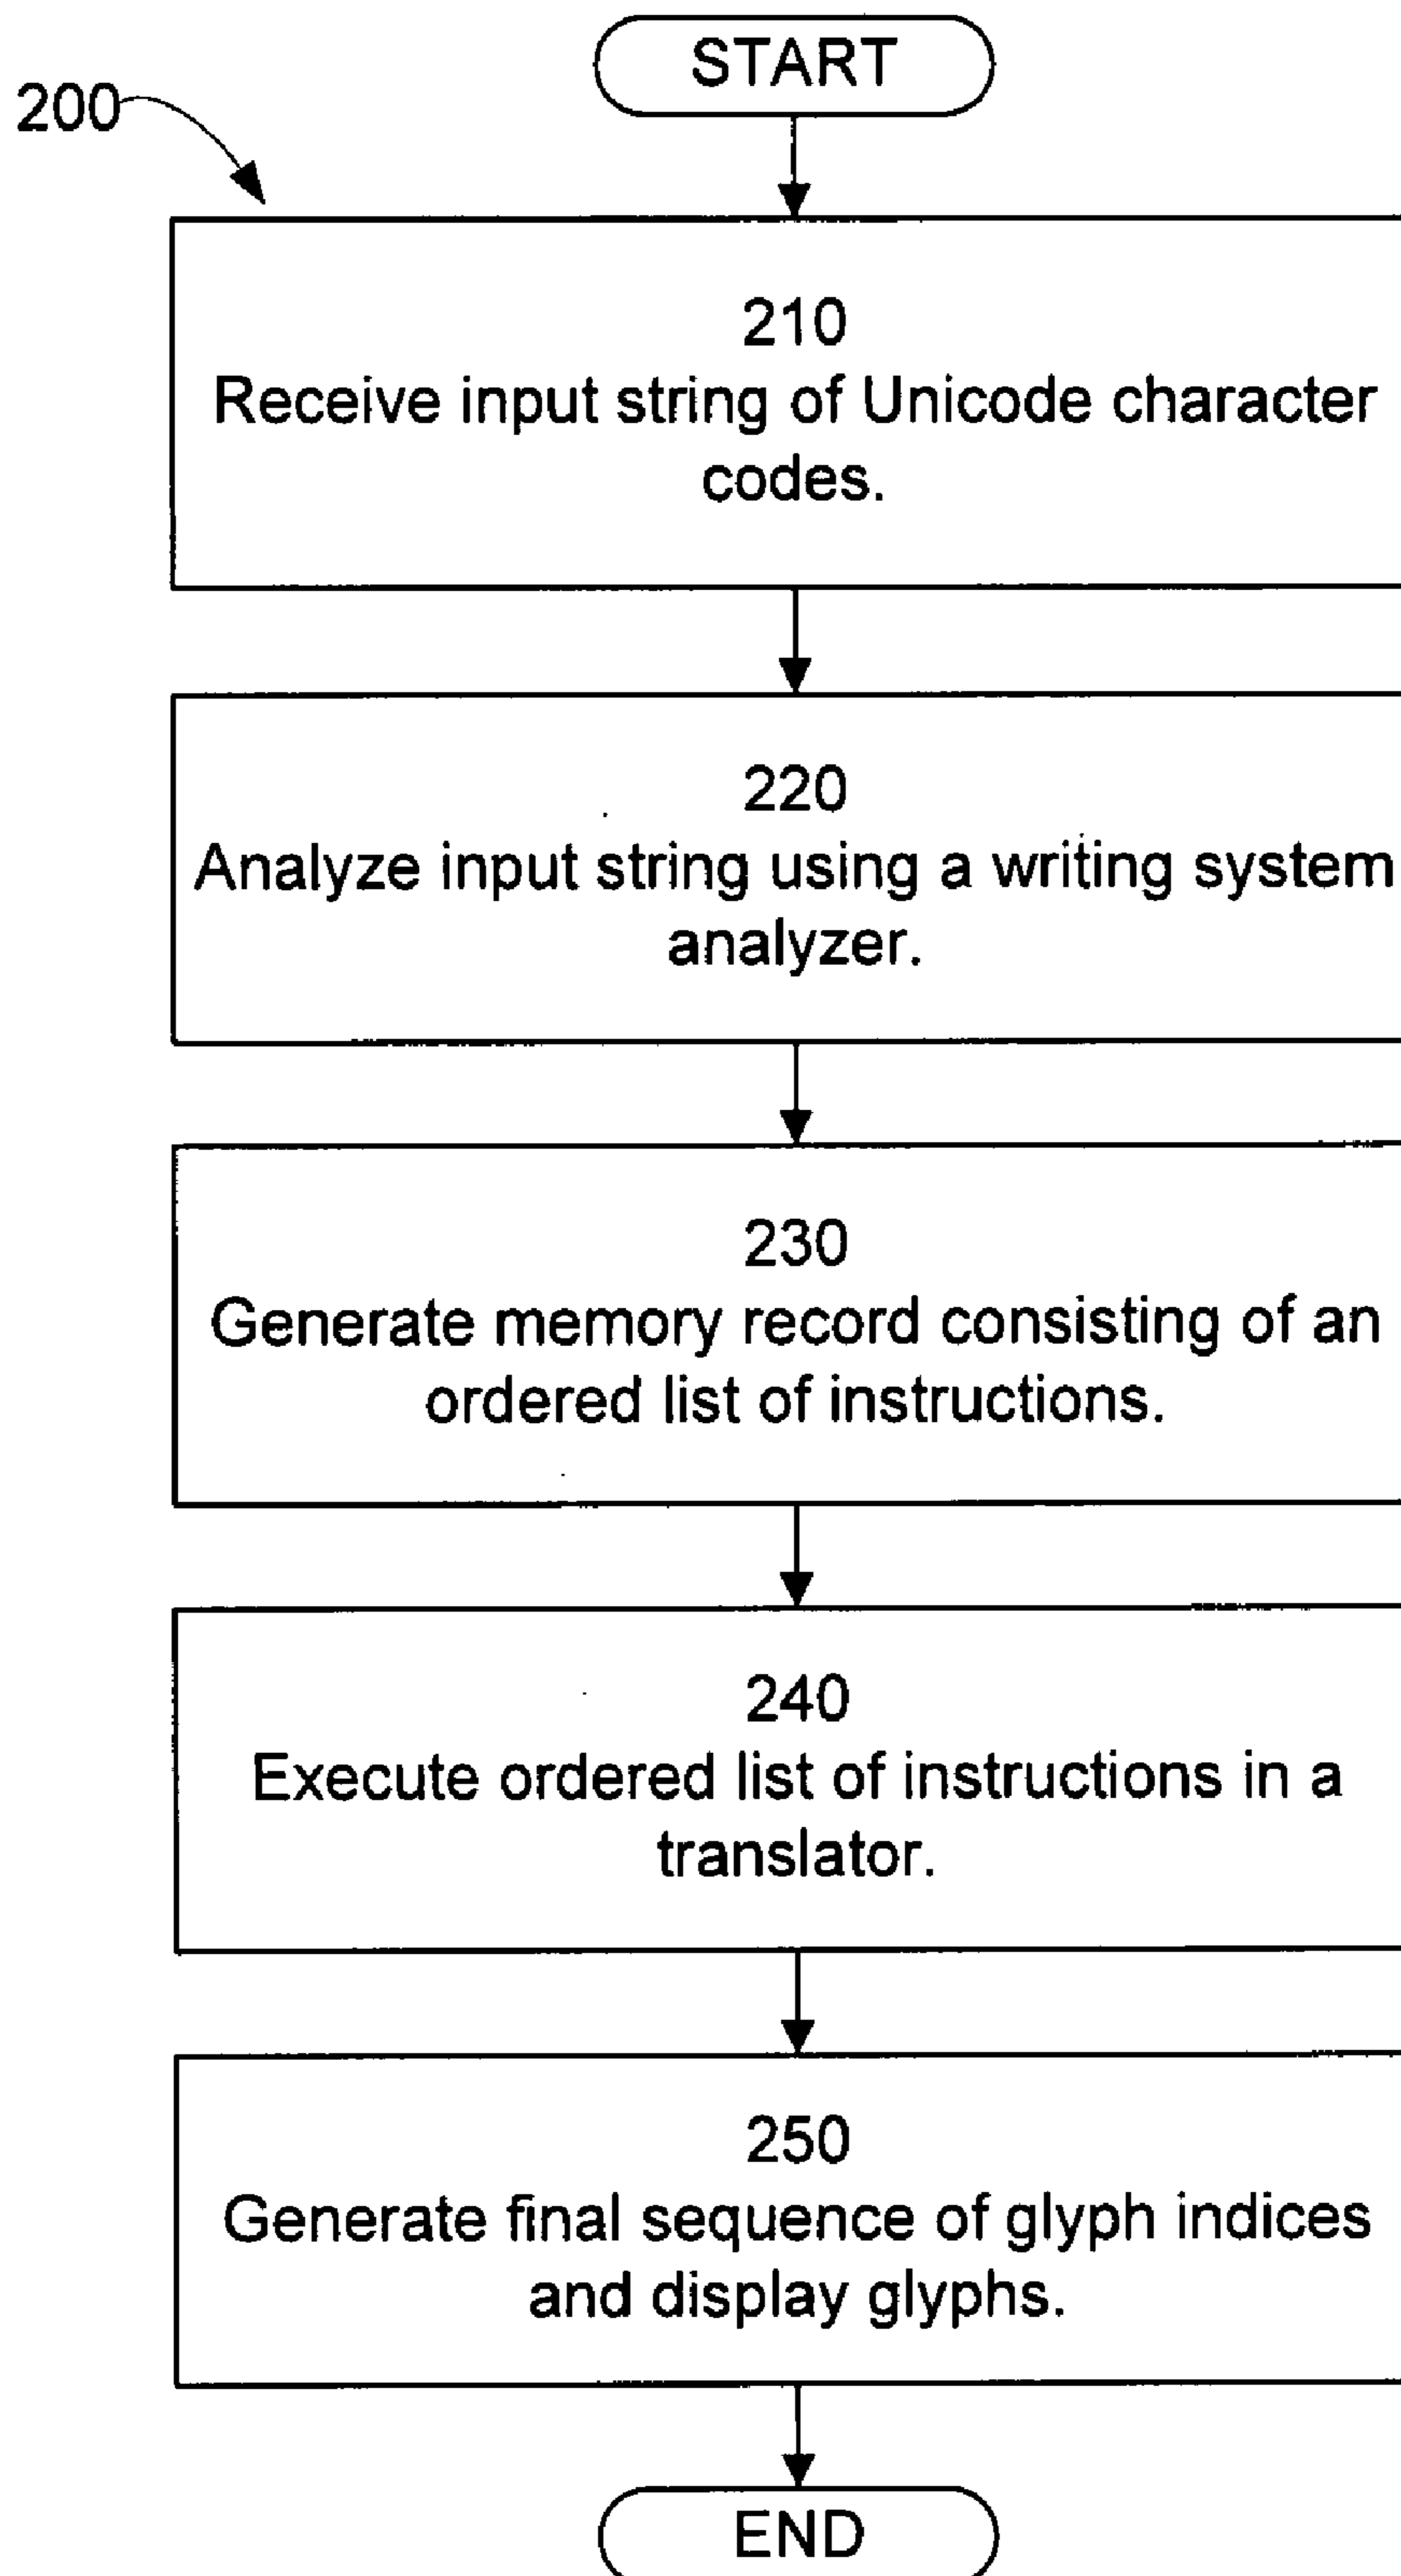 START
200
210
Receive input string of Unicode character
codes.
220
Analyze input string using a writing system
analyzer.
230
Generate memory record consisting of an
ordered list of instructions.
240
Execute ordered list of instructions in a
translator.
250
Generate final sequence of glyph indices
and display glyphs.
END